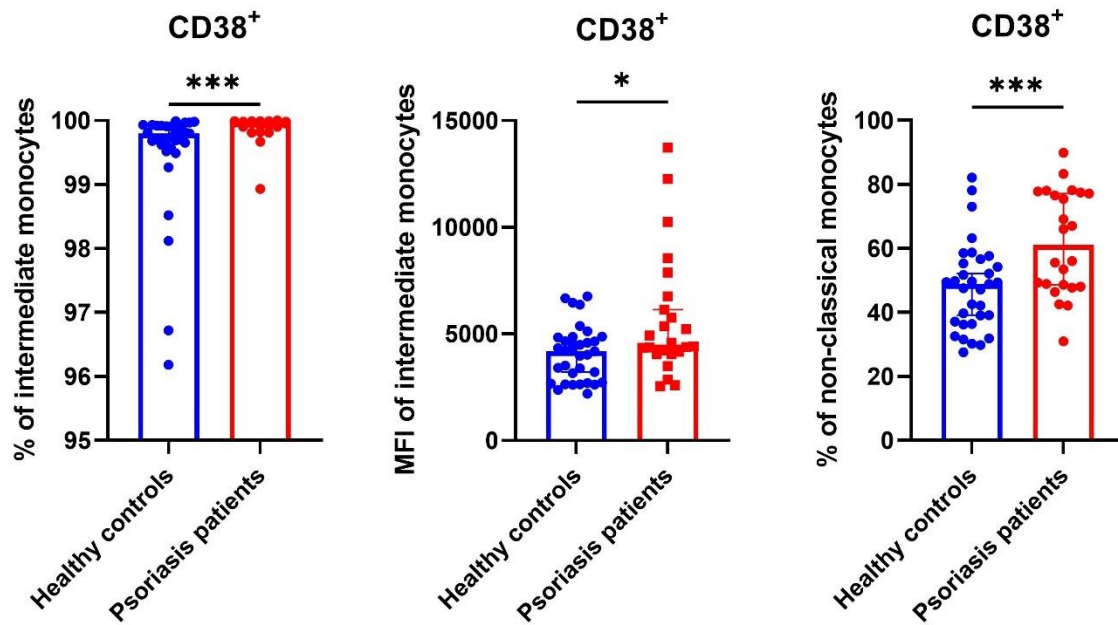 CD38+
***
% of intermediate monocytes
100
99
98
97
96
95
Healthy controls
Psoriasis patients
CD38+
*
MFI of intermediate monocytes
15000
10000
5000
0
Healthy controls
Psoriasis patients
CD38+
***
% of non-classical monocytes
100
80
60
40
20
0
Healthy controls
Psoriasis patients